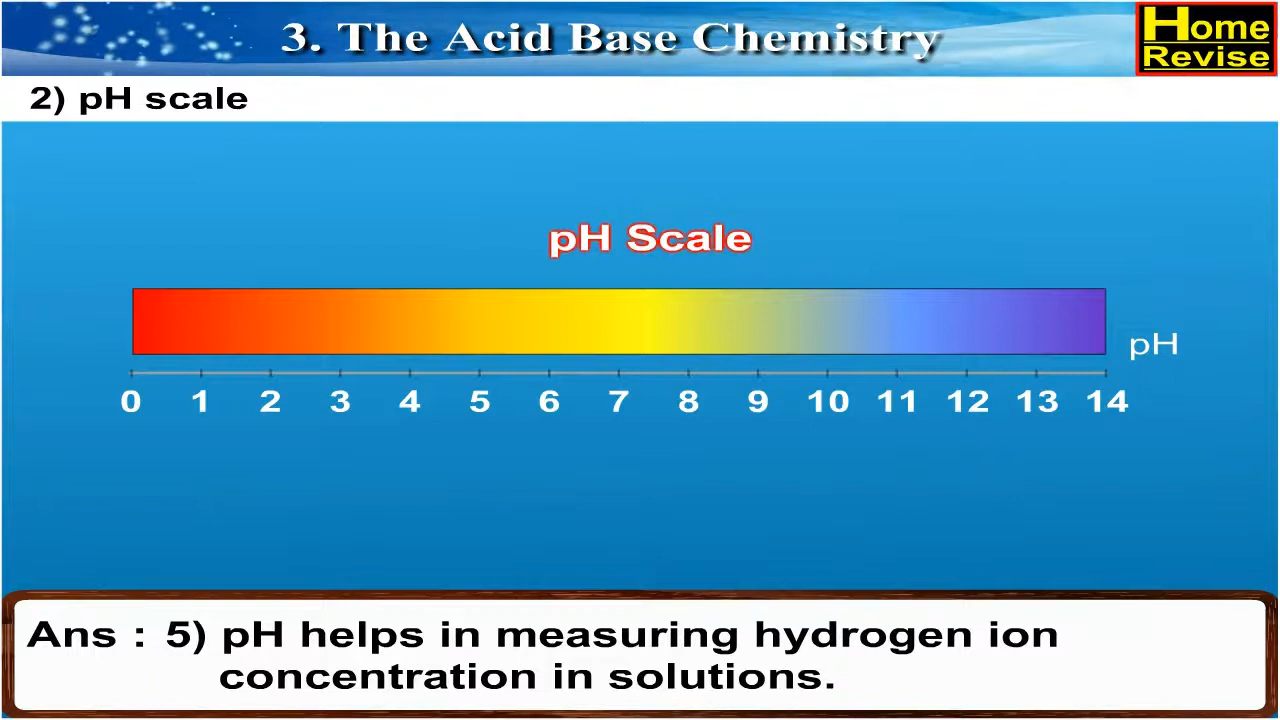 3. The Acid Base Chemistry
Home
Revise
2) pH scale
pH Scale
pH
0 1 2 3 4 5 6 7 8 9 10 11 12 13 14
Ans : 5) pH helps in measuring hydrogen ion
concentration in solutions.